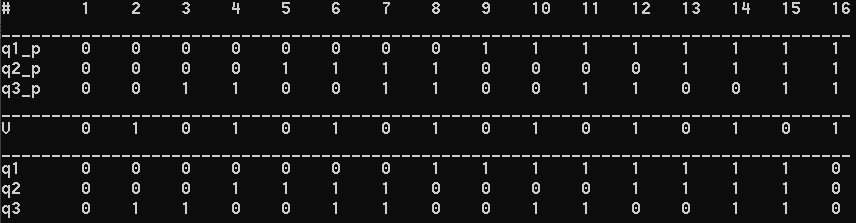 # 1 2 3 4 5 6 7 8 9 10 11 12 13 14 15 16
q1_p 0 0 0 0 0 0 0 0 1 1 1 1 1 1 1 1
q2_p 0 0 0 0 1 1 1 1 0 0 0 0 1 1 1 1
q3_p 0 0 1 1 0 0 1 1 0 0 1 1 0 0 1 1
V 0 1 0 1 0 1 0 1 0 1 0 1 0 1 0 1
q1 0 0 0 0 0 0 0 1 1 1 1 1 1 1 1 0
q2 0 0 0 1 1 1 1 0 0 0 0 1 1 1 1 0
q3 0 1 1 0 0 1 1 0 0 1 1 0 0 1 1 0